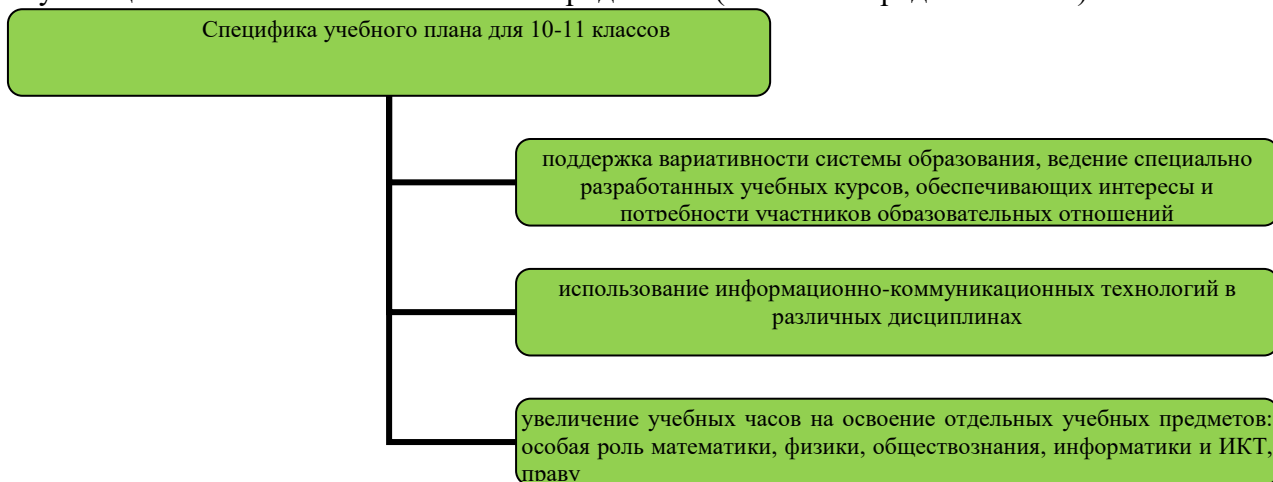 Специфика учебного плана для 10-11 классов
поддержка вариативности системы образования, ведение специально
разработанных учебных курсов, обеспечивающих интересы и
потребности участников образовательных отношений
использование информационно-коммуникационных технологий в
различных дисциплинах
увеличение учебных часов на освоение отдельных учебных предметов:
особая роль математики, физики, обществознания, информатики и ИКТ,
праву